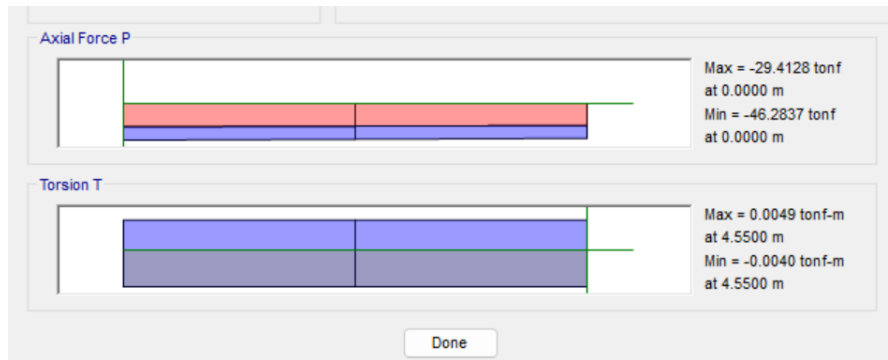 Axial Force P
Max = -29.4128 tonf
at 0.0000 m
Min = -46.2837 tonf
at 0.0000 m
Torsion T
Max = 0.0049 tonf-m
at 4.5500 m
Min = -0.0040 tonf-m
at 4.5500 m
Done